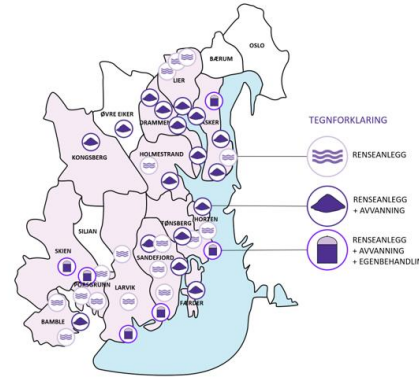 OSLO
BÆRUM
LIER
ØVRE EIKER
DRAMMEN
ASKER
KONGSBERG
HOLMESTRAND
HORTEN
TØNSBERG
SILJAN
SKIEN
SANDEFJORD
PORSGRUNN
LARVIK
FÆRDER
BAMBLE
TEGNFORKLARING
RENSEANLEGG
RENSEANLEGG
+ AVVANNING
RENSEANLEGG
+ AVVANNING
+ EGENBEHANDLIN